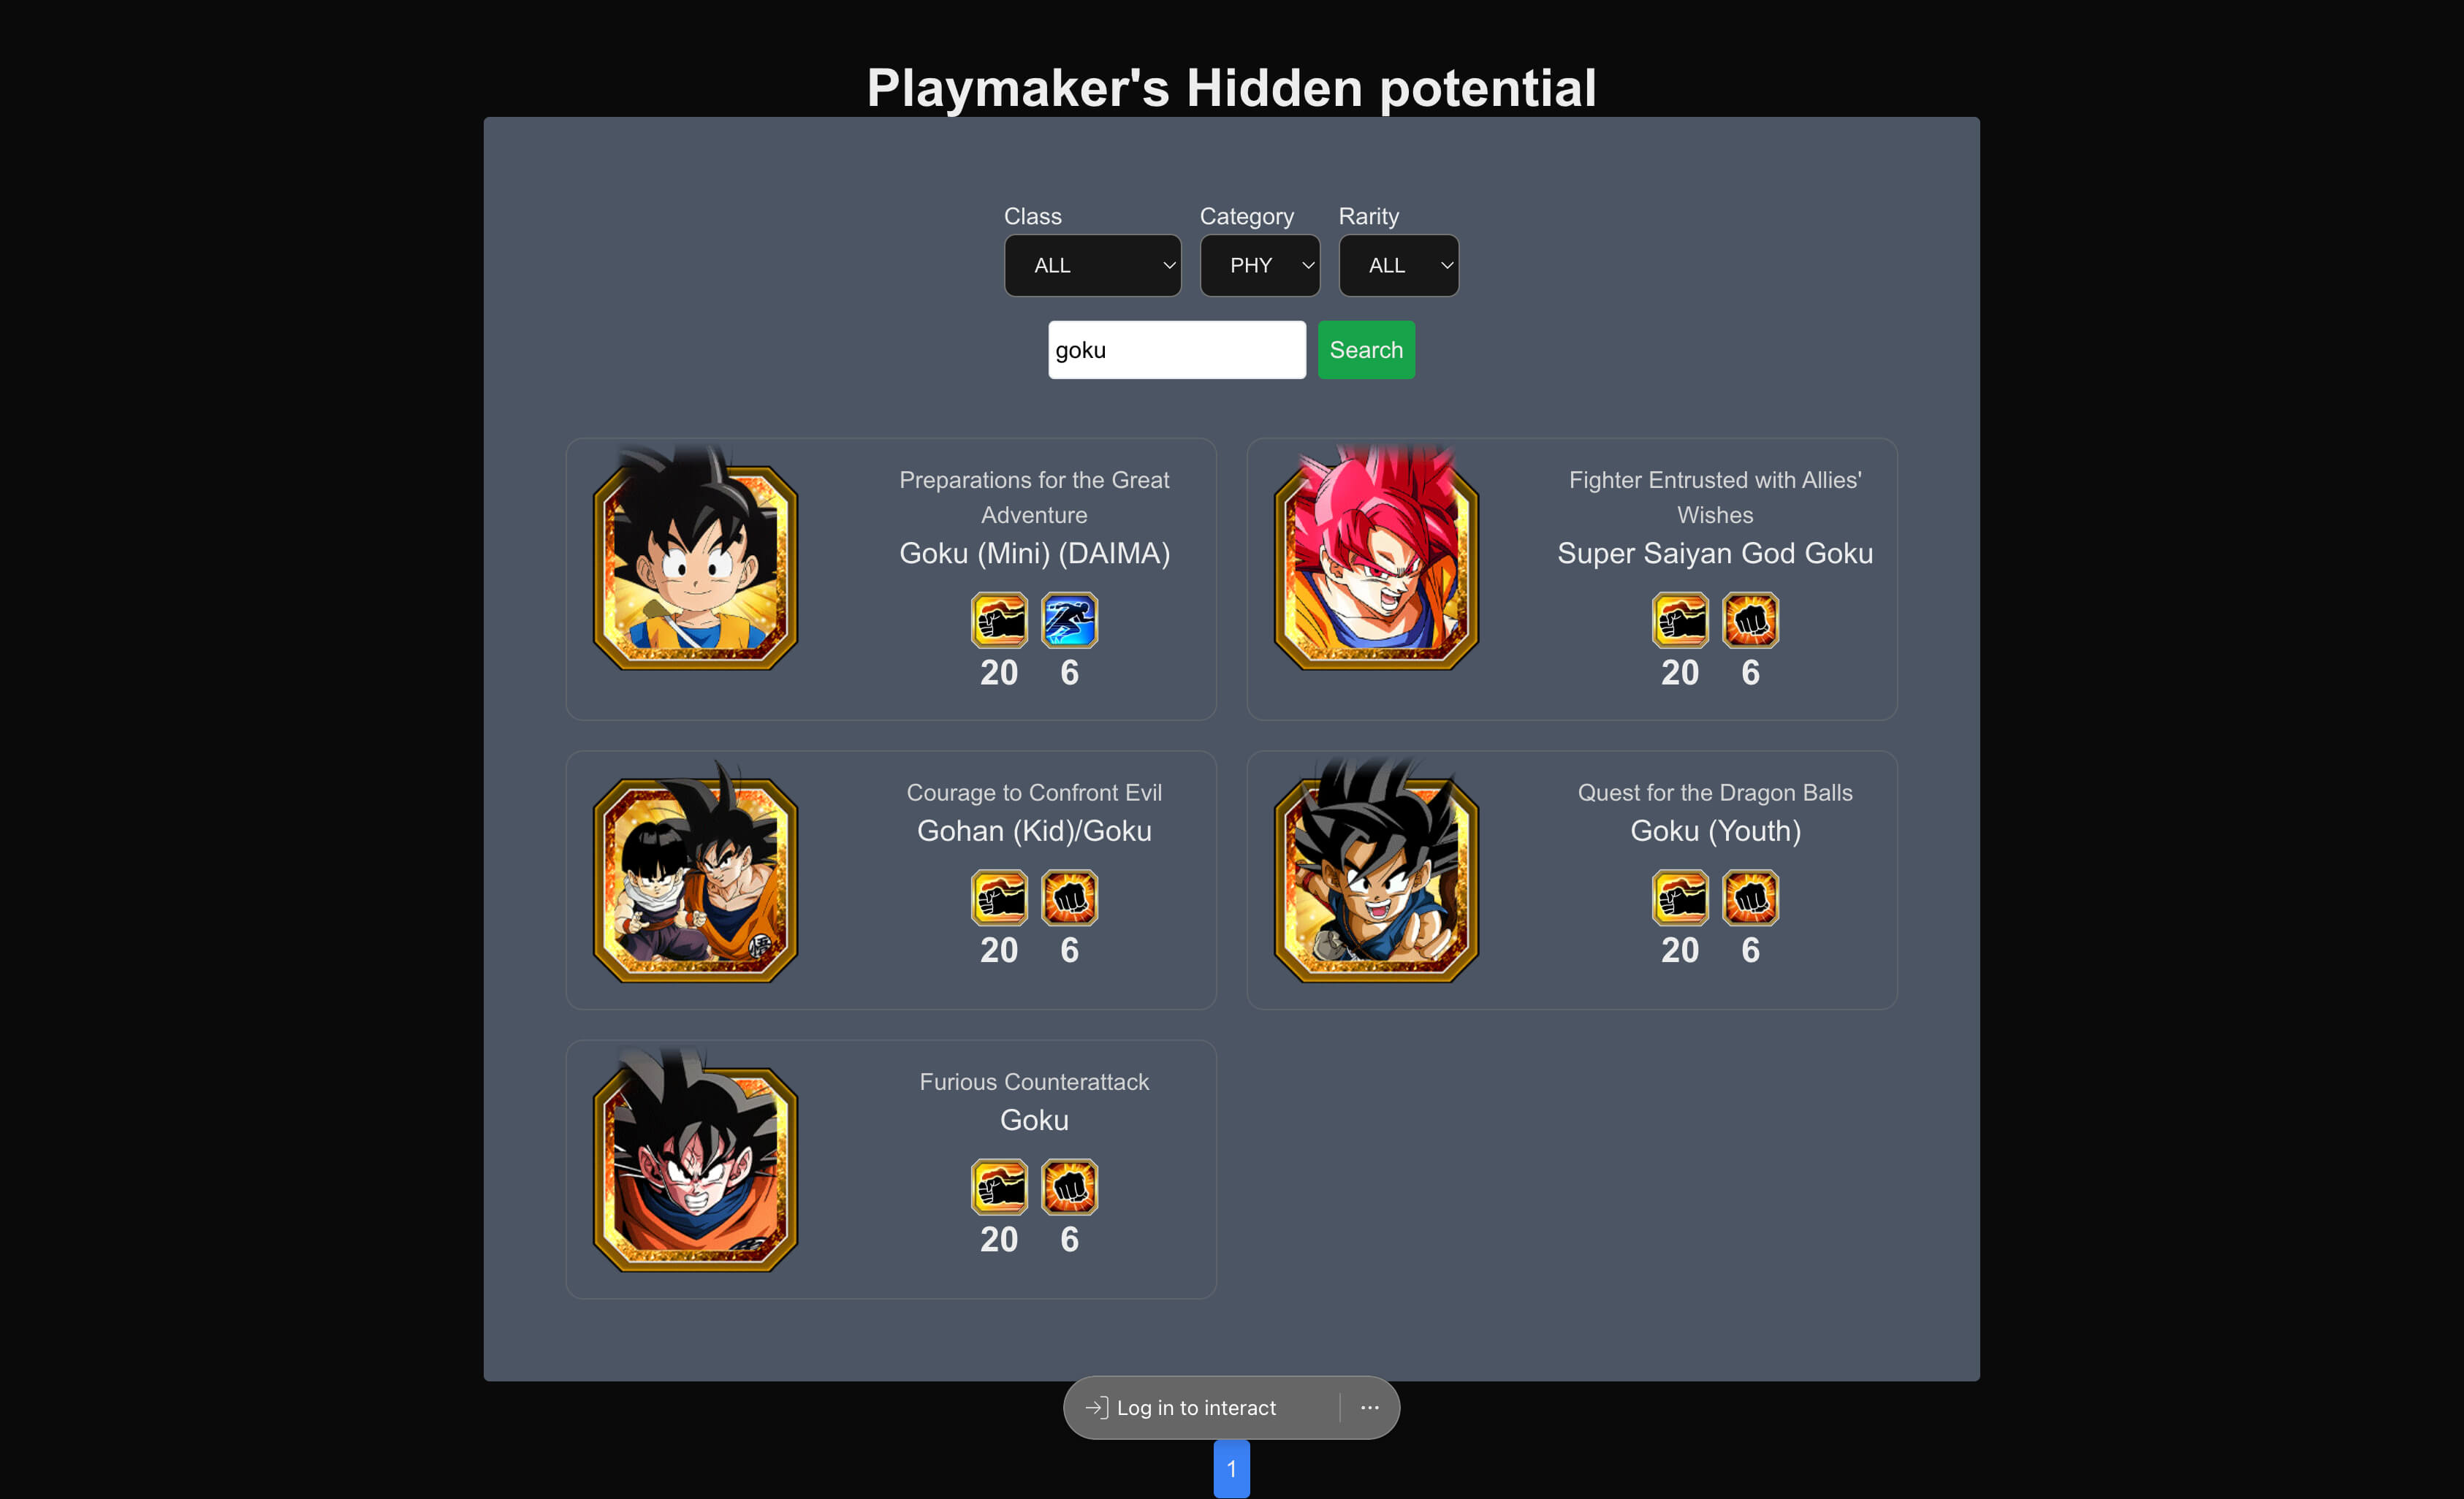 Playmaker's Hidden potential
Class
Category
Rarity
ALL
PHY
ALL
goku
Search
Preparations for the Great
Adventure
Goku (Mini) (DAIMA)
20
6
Fighter Entrusted with Allies'
Wishes
Super Saiyan God Goku
20
6
Courage to Confront Evil
Gohan (Kid)/Goku
20
6
Quest for the Dragon Balls
Goku (Youth)
20
6
Furious Counterattack
Goku
20
6
Log in to interact
1